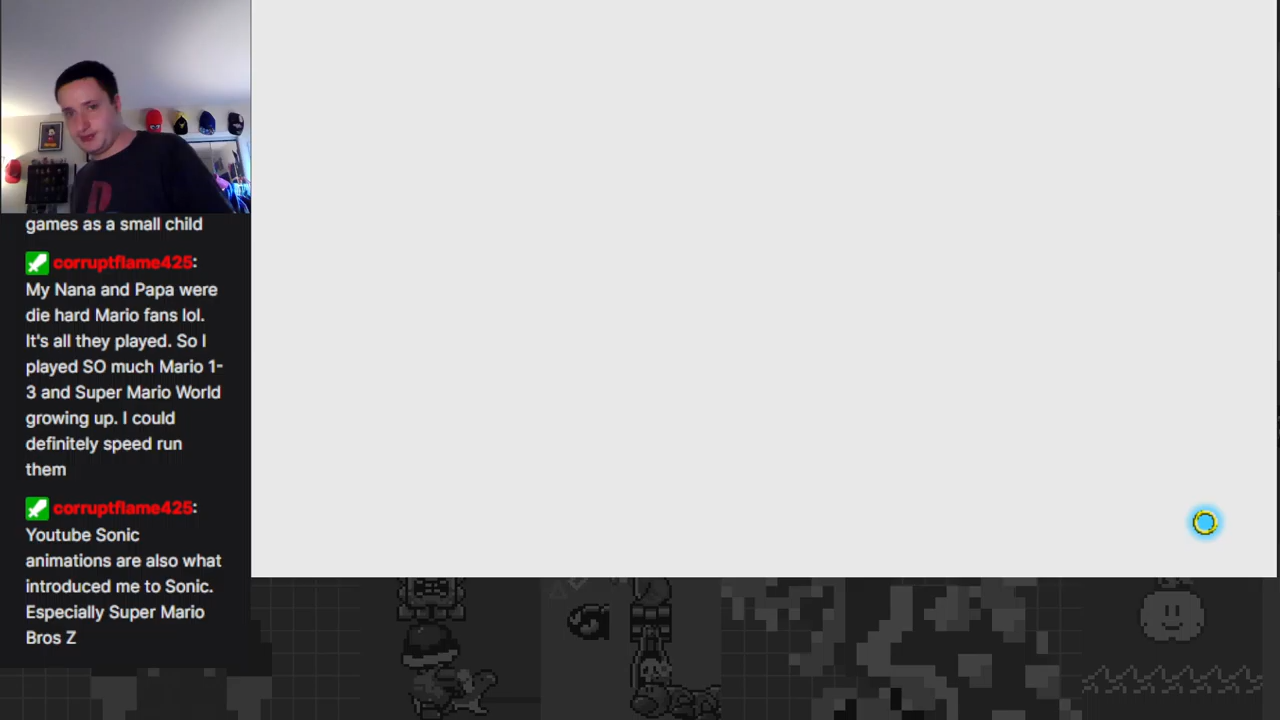 games as a small child
corruptflame425:
My Nana and Papa were
die hard Mario fans lol.
It's all they played. So I
played SO much Mario 1-
3 and Super Mario World
growing up. I could
definitely speed run
them
corruptflame425:
Youtube Sonic
animations are also what
introduced me to Sonic.
Especially Super Mario
Bros Z